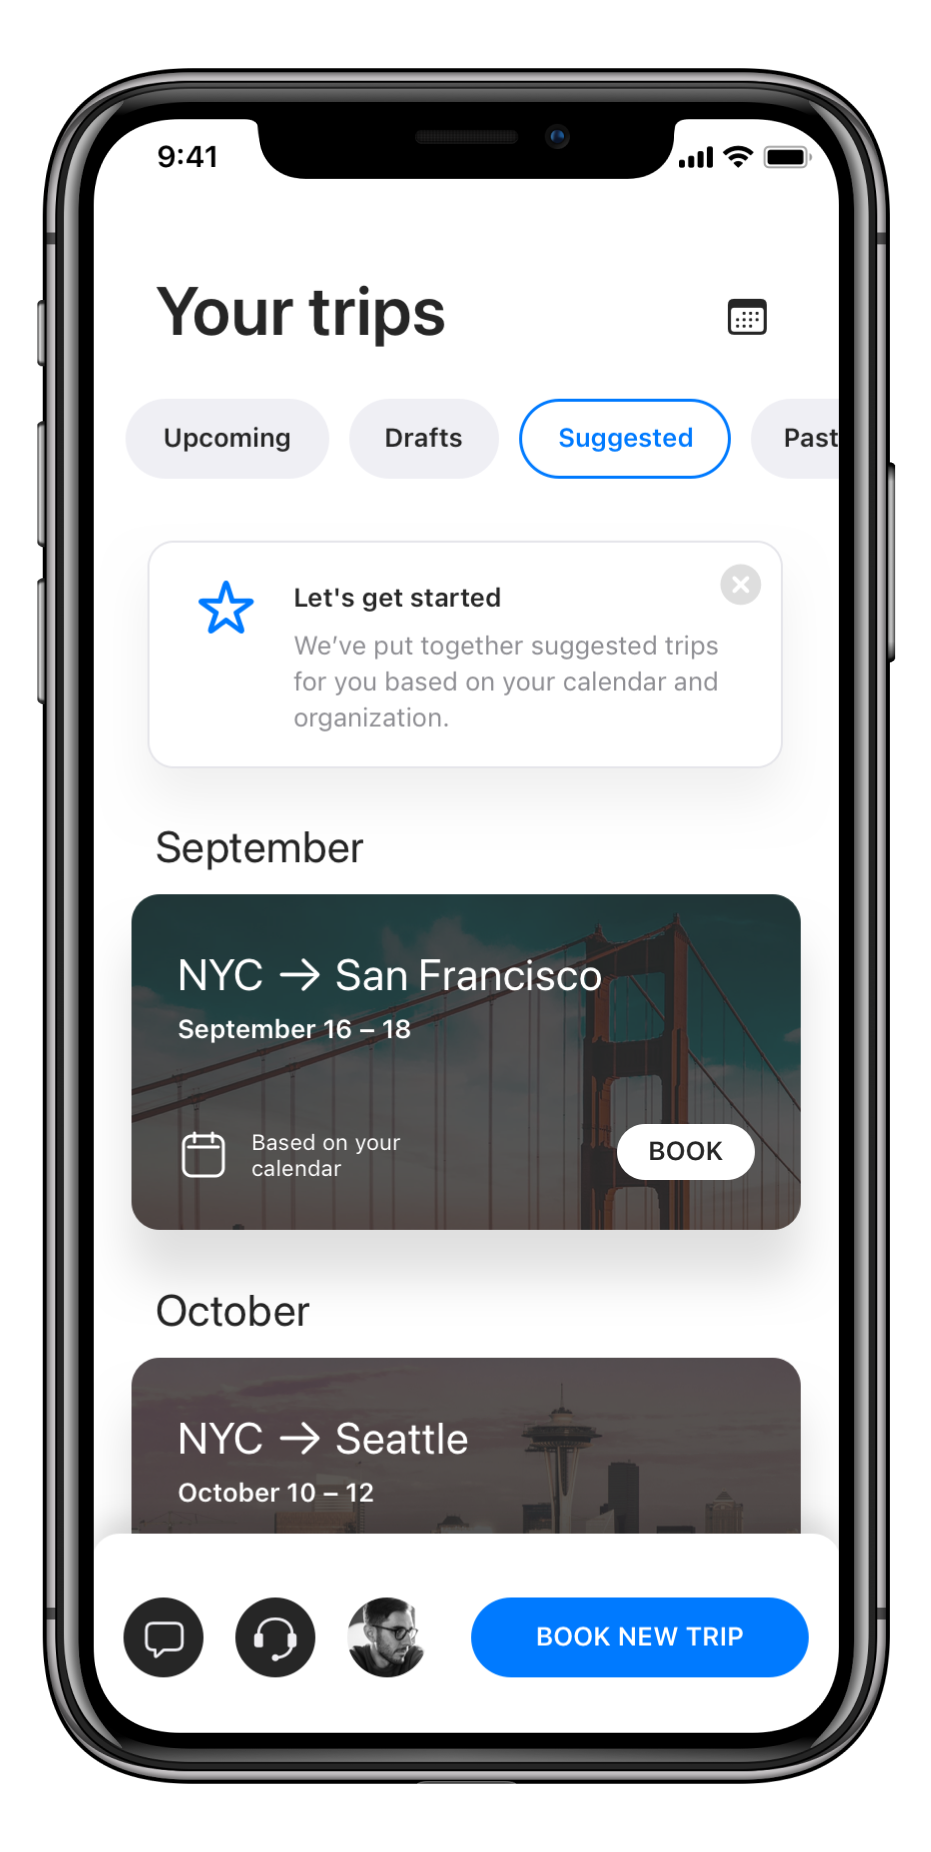 9:41
Your trips
Upcoming Drafts Suggested Past
Let's get started
We’ve put together suggested trips
for you based on your calendar and
organization.
September
NYC → San Francisco
September 16 – 18
Based on your
calendar
BOOK
October
NYC → Seattle
October 10 – 12
BOOK NEW TRIP